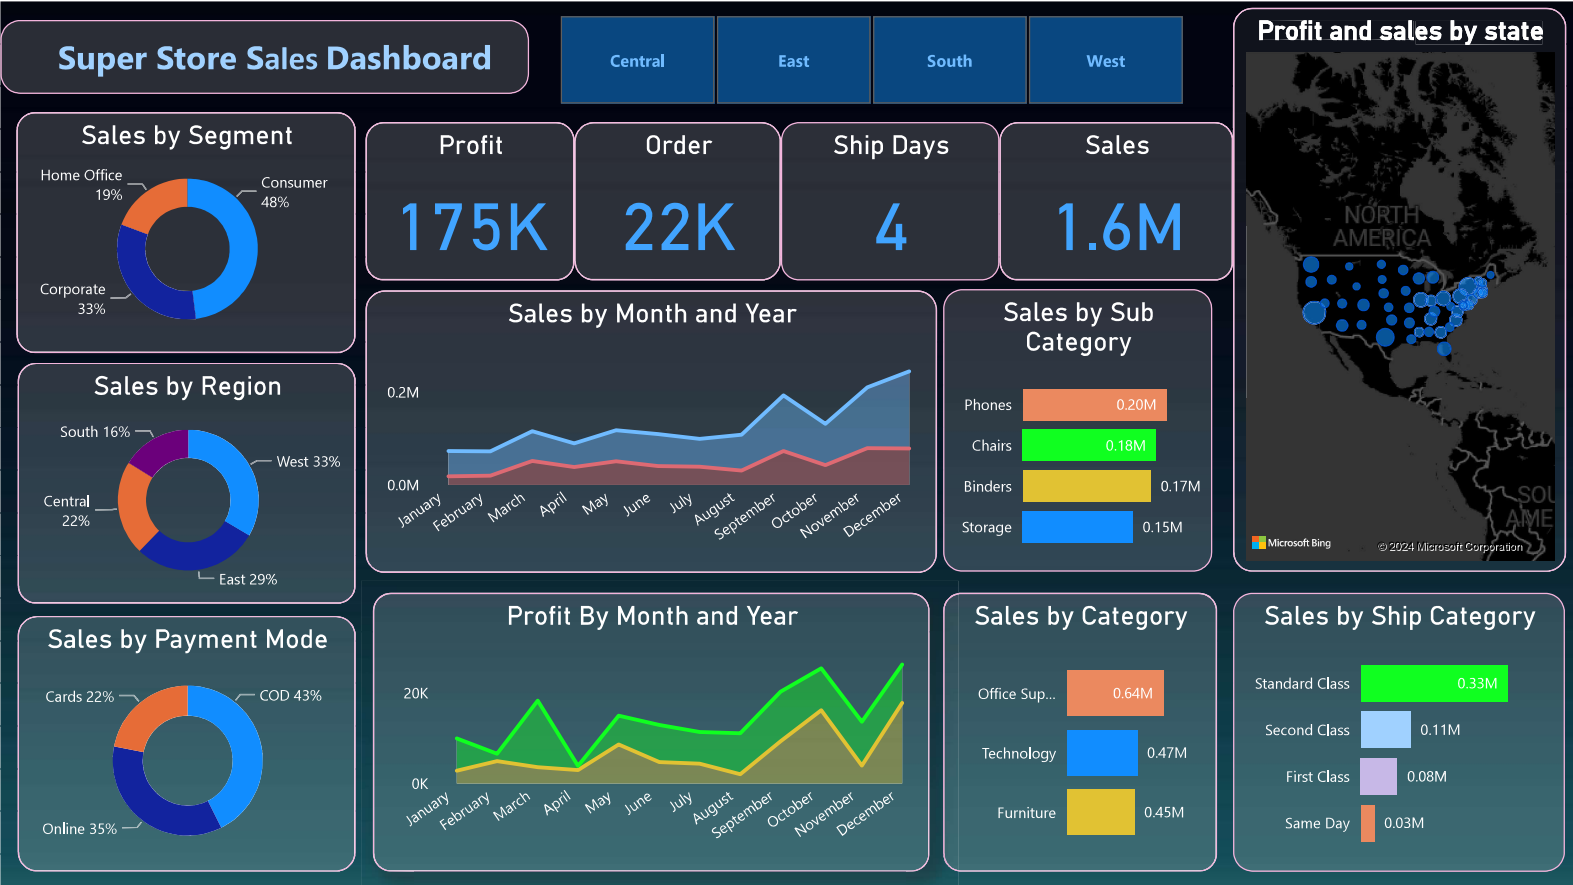 Super Store Sales Dashboard
Central
East
South
West
Profit and sales by state
NORTH
AMERICA
SOU
AME
Microsoft Bing
© 2024 Microsoft Corporation
Sales by Segment
Home Office
19%
Consumer
48%
Corporate
33%
Profit
175K
Order
22K
Ship Days
4
Sales
1.6M
Sales by Region
South 16%
West 33%
Central
22%
East 29%
Sales by Month and Year
0.2M
0.0M
January
February
March
April
May
June
July
August
September
October
November
December
Sales by Sub
Category
Phones
0.20M
Chairs
0.18M
Binders
0.17M
Storage
0.15M
Sales by Payment Mode
Cards 22%
COD 43%
Online 35%
Profit By Month and Year
20K
0K
January
February
March
April
May
June
July
August
September
October
November
December
Sales by Category
Office Sup...
0.64M
Technology
0.47M
Furniture
0.45M
Sales by Ship Category
Standard Class
0.33M
Second Class
0.11M
First Class
0.08M
Same Day
0.03M